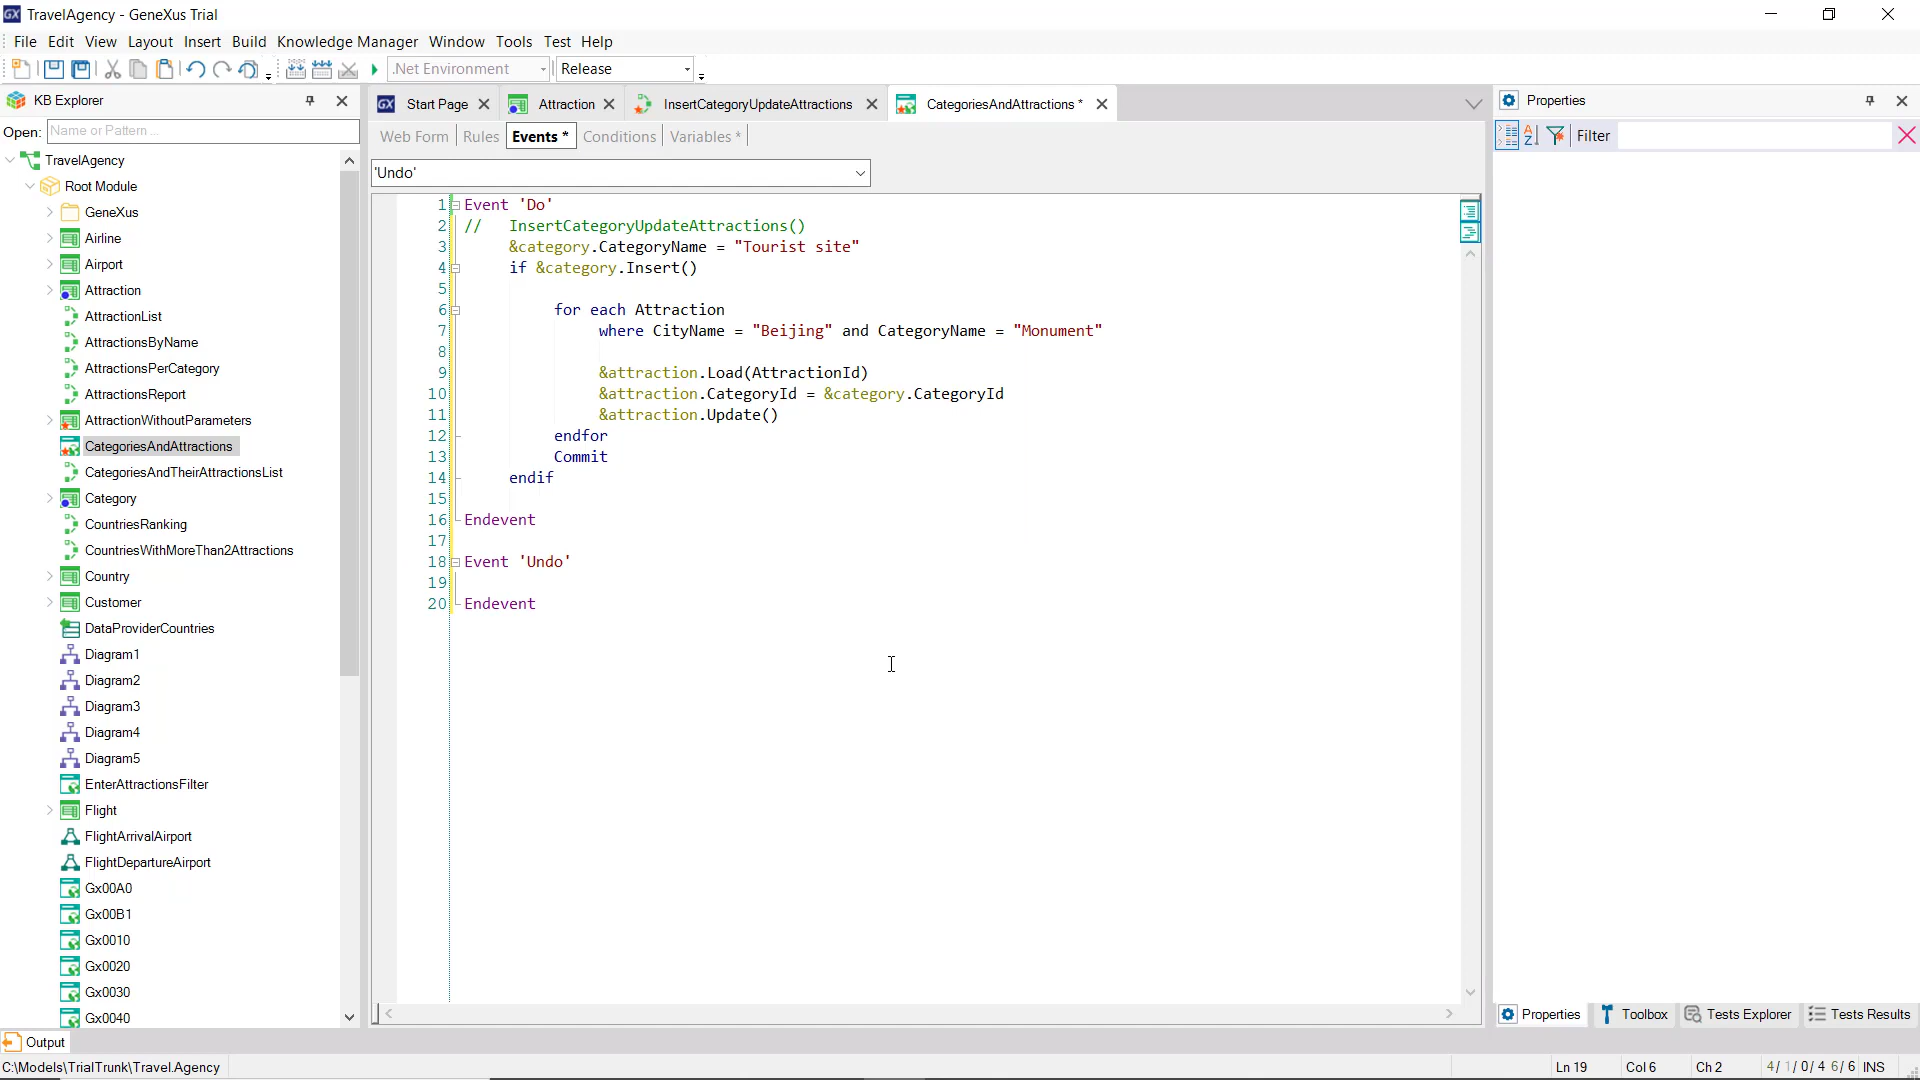 TravelAgency - GeneXus Trial
File Edit View Layout Insert Build Knowledge Manager Window Tools Test Help
.Net Environment Release
KB Explorer
Open: Name or Pattern ...
TravelAgency
Root Module
GeneXus
Airline
Airport
Attraction
AttractionList
AttractionsByName
AttractionsPerCategory
AttractionsReport
AttractionWithoutParameters
CategoriesAndAttractions
CategoriesAndTheirAttractionsList
Category
CountriesRanking
CountriesWithMoreThan2Attractions
Country
Customer
DataProviderCountries
Diagram1
Diagram2
Diagram3
Diagram4
Diagram5
EnterAttractionsFilter
Flight
FlightArrivalAirport
FlightDepartureAirport
Gx00A0
Gx00B1
Gx0010
Gx0020
Gx0030
Gx0040
Start Page Attraction InsertCategoryUpdateAttractions CategoriesAndAttractions *
Web Form Rules Events * Conditions Variables *
'Undo'
1 Event 'Do'
2 // InsertCategoryUpdateAttractions()
3 &category.CategoryName = "Tourist site"
4 if &category.Insert()
5
6 for each Attraction
7 where CityName = "Beijing" and CategoryName = "Monument"
8
9 &attraction.Load(AttractionId)
10 &attraction.CategoryId = &category.CategoryId
11 &attraction.Update()
12 endfor
13 Commit
14 endif
15
16 Endevent
17
18 Event 'Undo'
19
20 Endevent
Properties
Filter
Properties Toolbox Tests Explorer Tests Results
Output
C:\Models\TrialTrunk\Travel.Agency
Ln 19 Col 6 Ch 2 4/ 1/ 0/ 4 6/ 6 INS